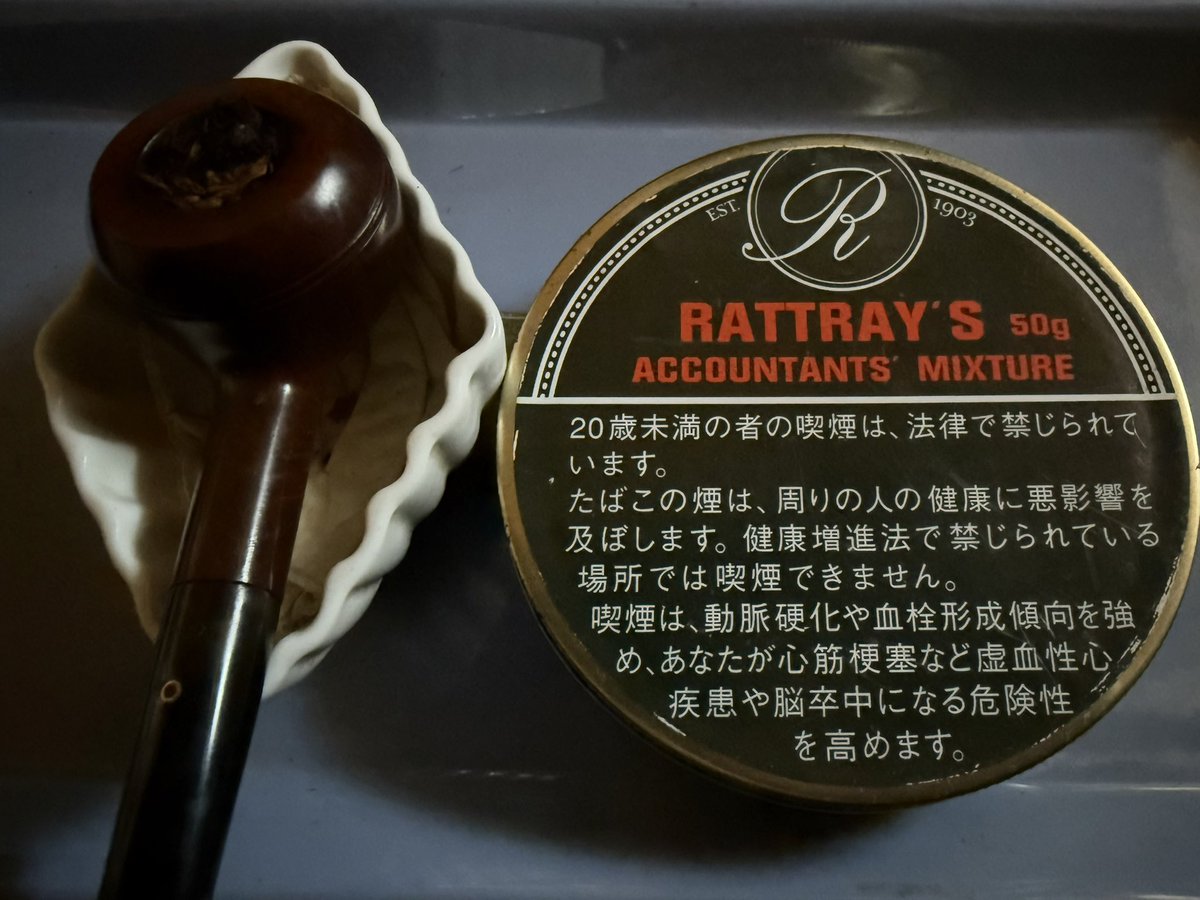 R
EST. 1903
RATTRAY'S 50g
ACCOUNTANTS' MIXTURE
20歳未満の者の喫煙は、法律で禁じられて
います。
たばこの煙は、周りの人の健康に悪影響を
及ぼします。健康増進法で禁じられている
場所では喫煙できません。
喫煙は、動脈硬化や血栓形成傾向を強
め、あなたが心筋梗塞など虚血性心
疾患や脳卒中になる危険性
を高めます。